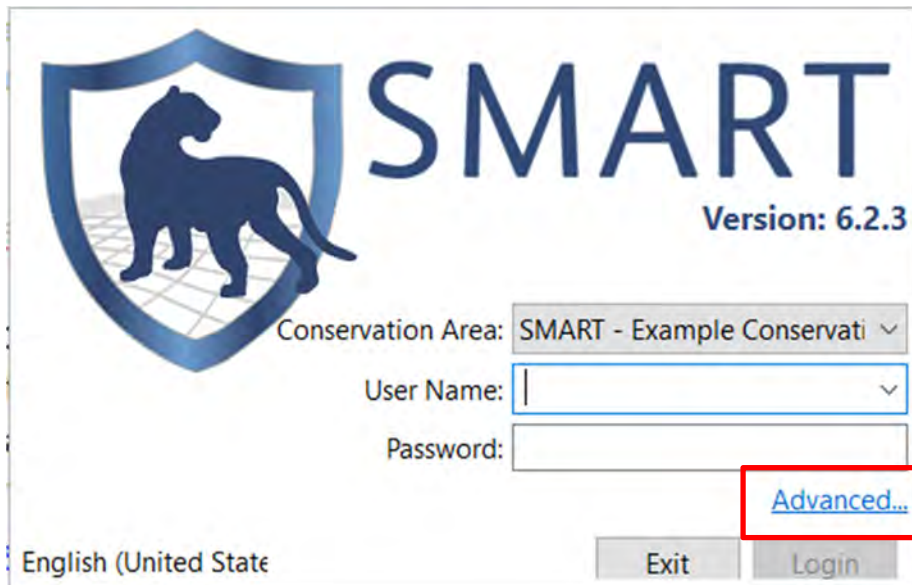 SMART
Version: 6.2.3
Conservation Area: SMART - Example Conservati
User Name:
Password:
Advanced...
English (United State Exit Login